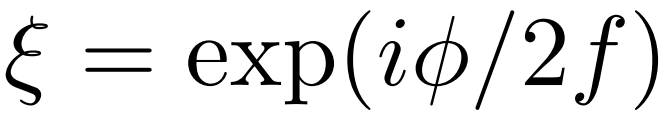 ξ = exp(iϕ/2f)